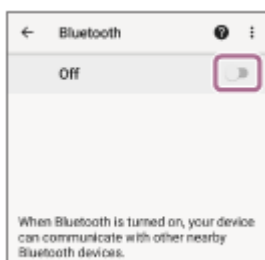 Bluetooth
Off
When Bluetooth is turned on, your device
can communicate with other nearby
Bluetooth devices.